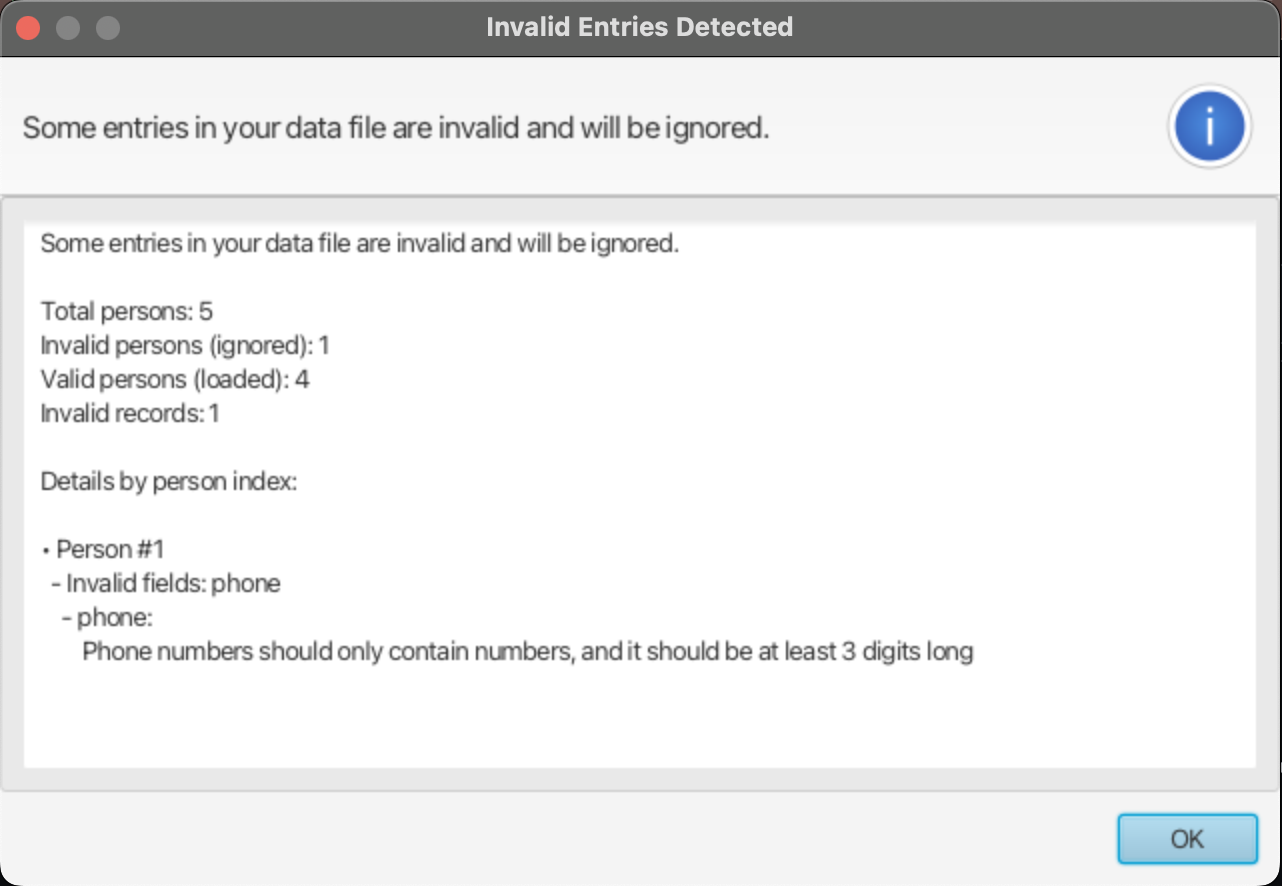 Invalid Entries Detected
Some entries in your data file are invalid and will be ignored.
i
Some entries in your data file are invalid and will be ignored.
Total persons: 5
Invalid persons (ignored): 1
Valid persons (loaded): 4
Invalid records: 1
Details by person index:
• Person #1
- Invalid fields: phone
- phone:
Phone numbers should only contain numbers, and it should be at least 3 digits long
OK